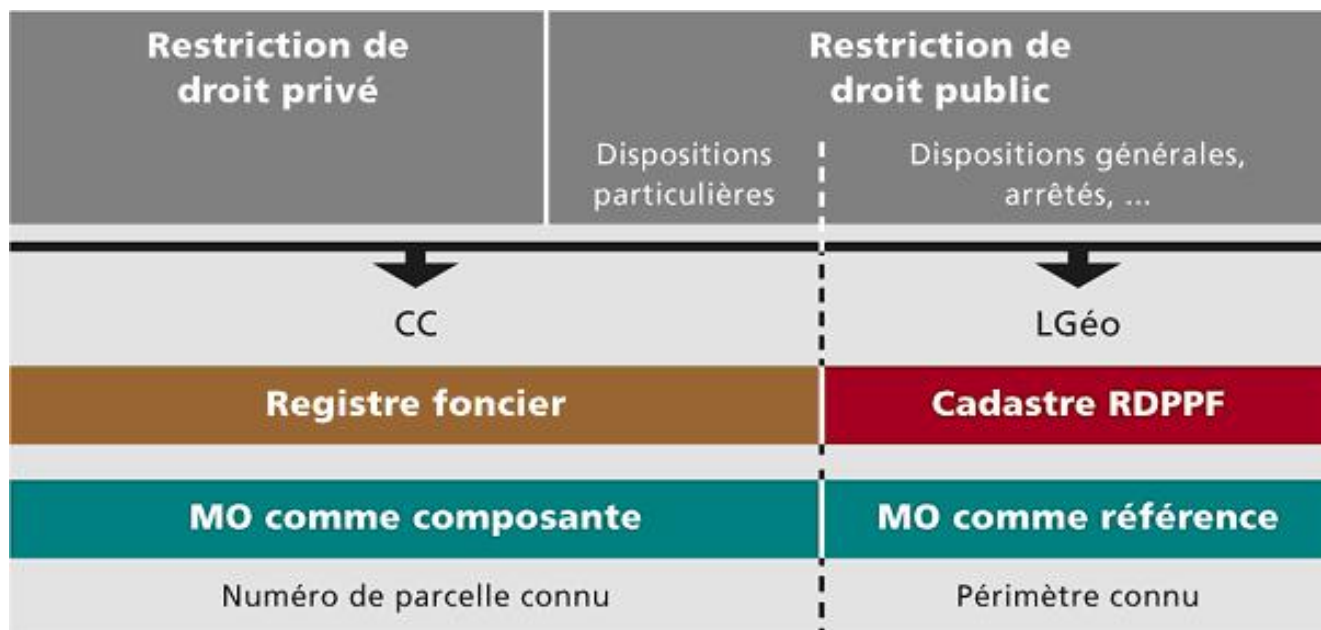 Restriction de
droit privé
Restriction de
droit public
Dispositions
particulières
Dispositions générales,
arrêtés, ...
CC
LGéo
Registre foncier
Cadastre RDPPF
MO comme composante
MO comme référence
Numéro de parcelle connu
Périmètre connu